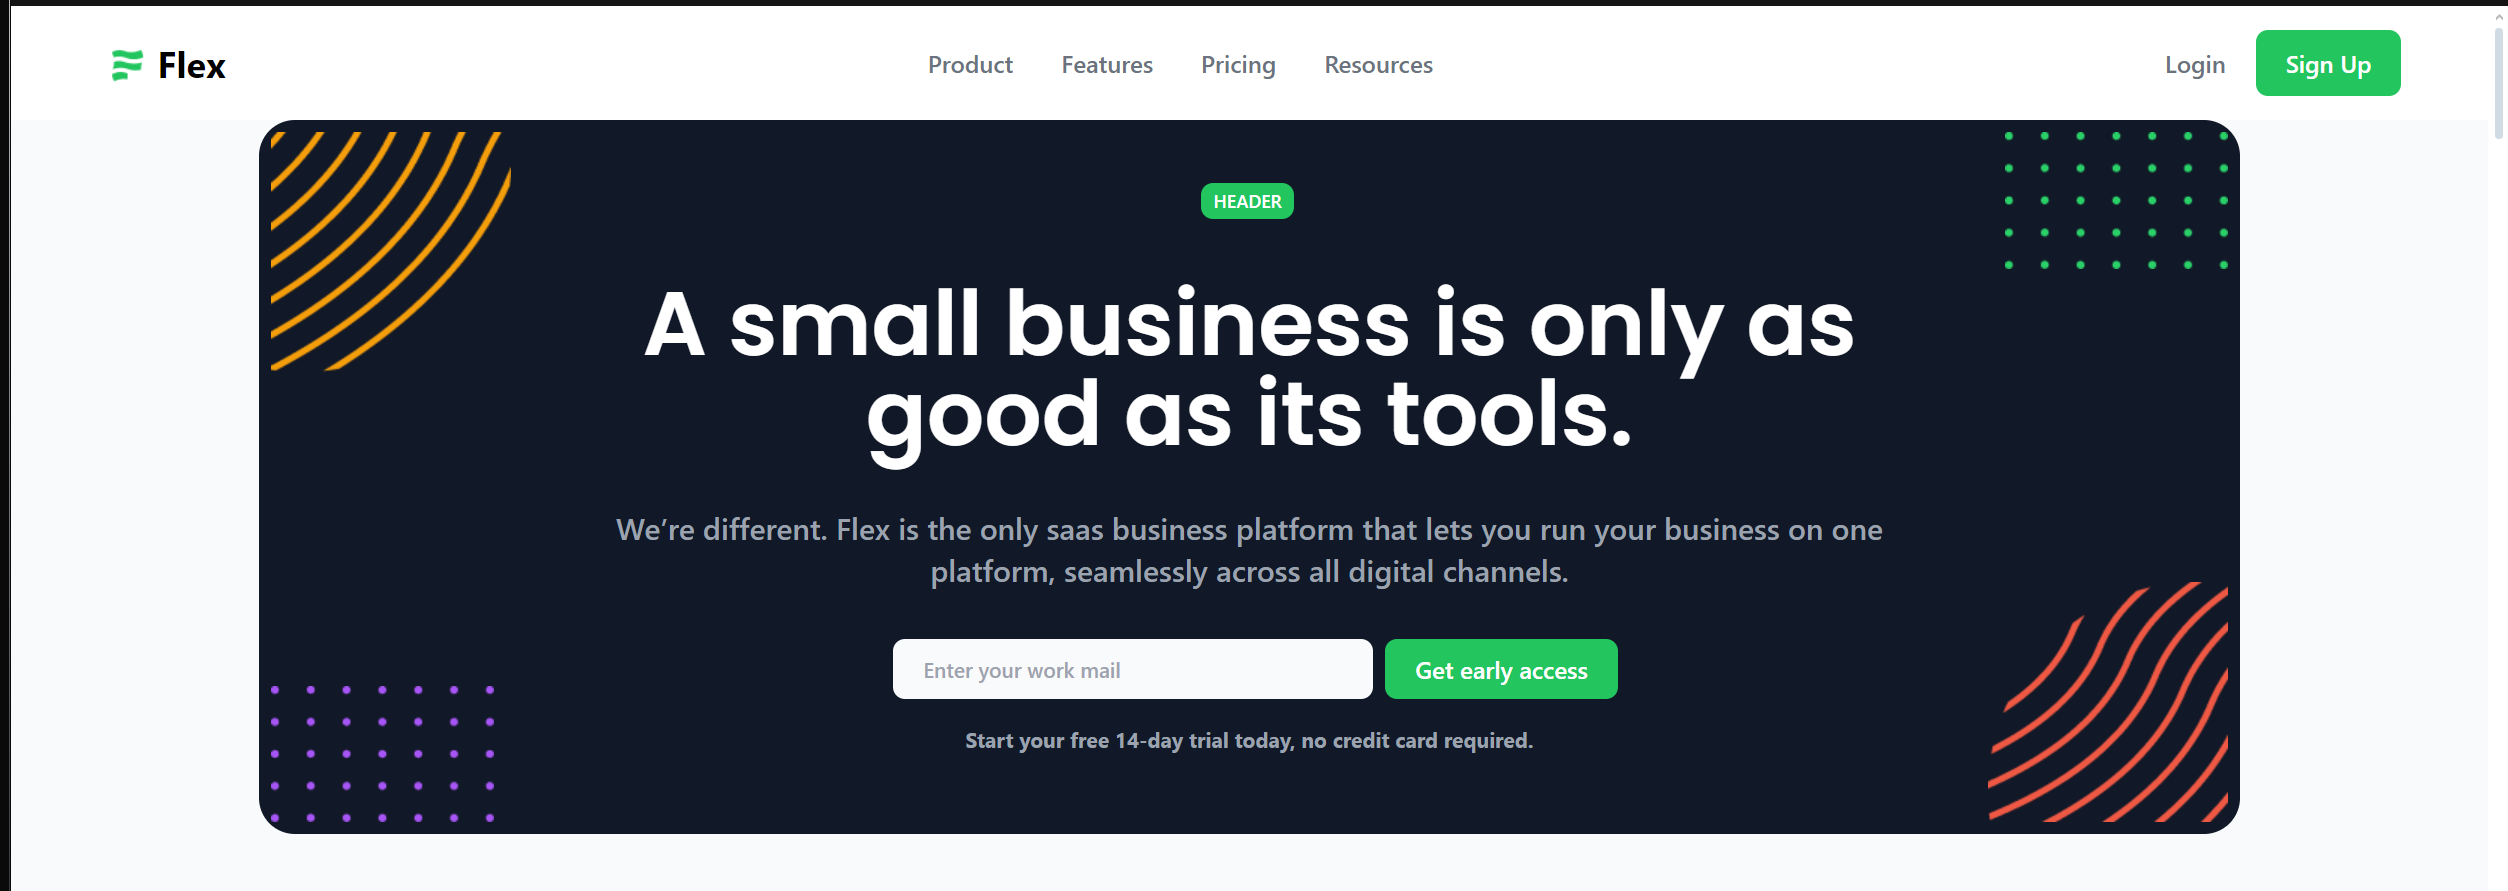 Flex
Product Features Pricing Resources
Login Sign Up
HEADER
A small business is only as
good as its tools.
We’re different. Flex is the only saas business platform that lets you run your business on one
platform, seamlessly across all digital channels.
Enter your work mail Get early access
Start your free 14-day trial today, no credit card required.